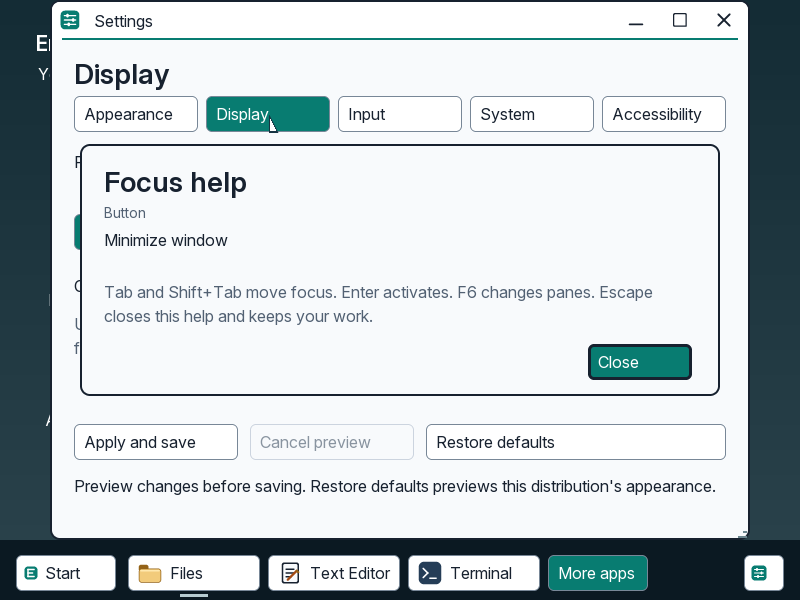 Settings
Display
Appearance
Display
Input
System
Accessibility
Focus help
Button
Minimize window
Tab and Shift+Tab move focus. Enter activates. F6 changes panes. Escape
closes this help and keeps your work.
Close
Apply and save
Cancel preview
Restore defaults
Preview changes before saving. Restore defaults previews this distribution's appearance.
Start
Files
Text Editor
Terminal
More apps